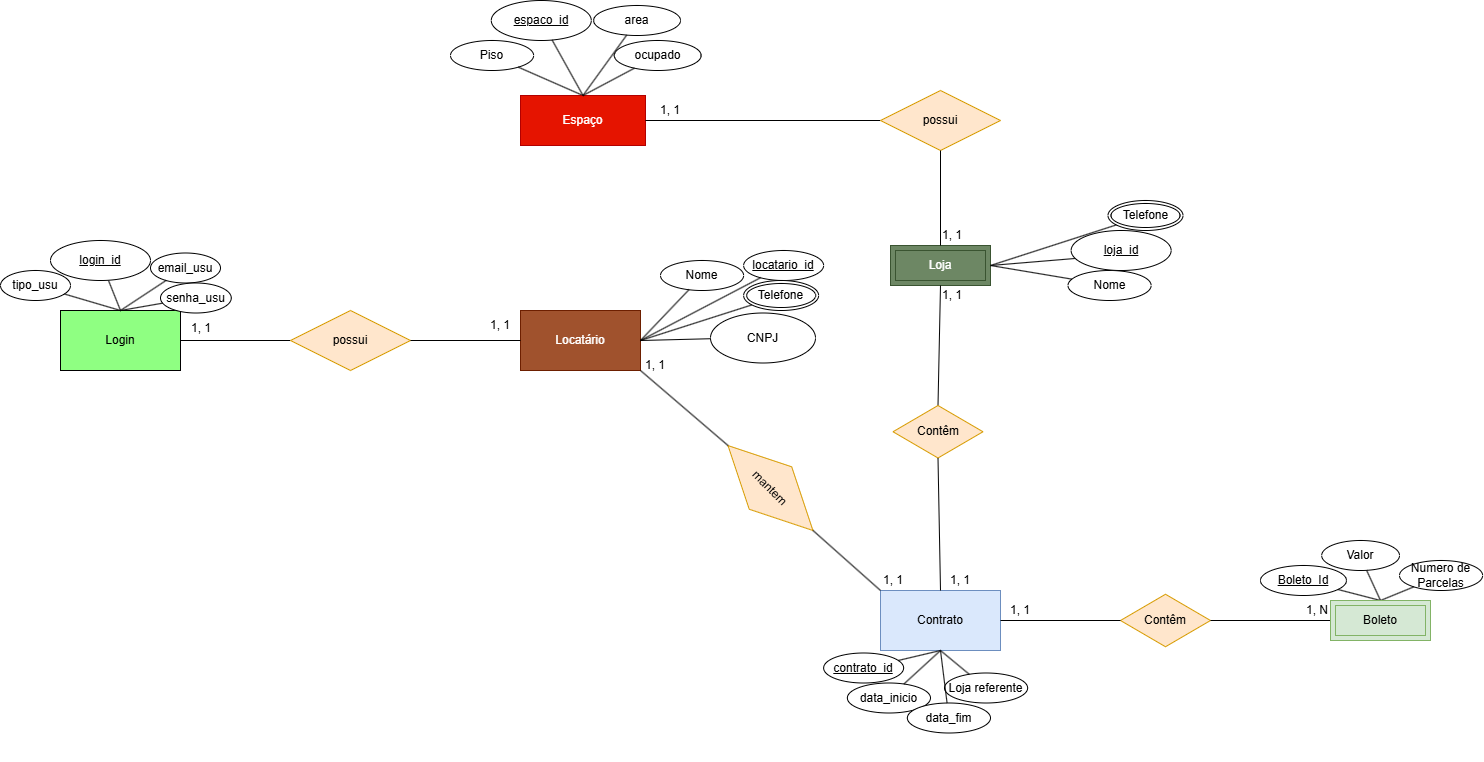 espaco_id
area
Piso
ocupado
Espaço
1, 1
possui
1, 1
Telefone
loja_id
Nome
Loja
1, 1
login_id
email_usu
tipo_usu
senha_usu
Login
1, 1
possui
1, 1
Nome
locatario_id
Telefone
CNPJ
Locatário
1, 1
Contêm
mantem
1, 1
1, 1
Contrato
1, 1
Contêm
1, N
Valor
Boleto_Id
Numero de
Parcelas
Boleto
contrato_id
data_inicio
Loja referente
data_fim